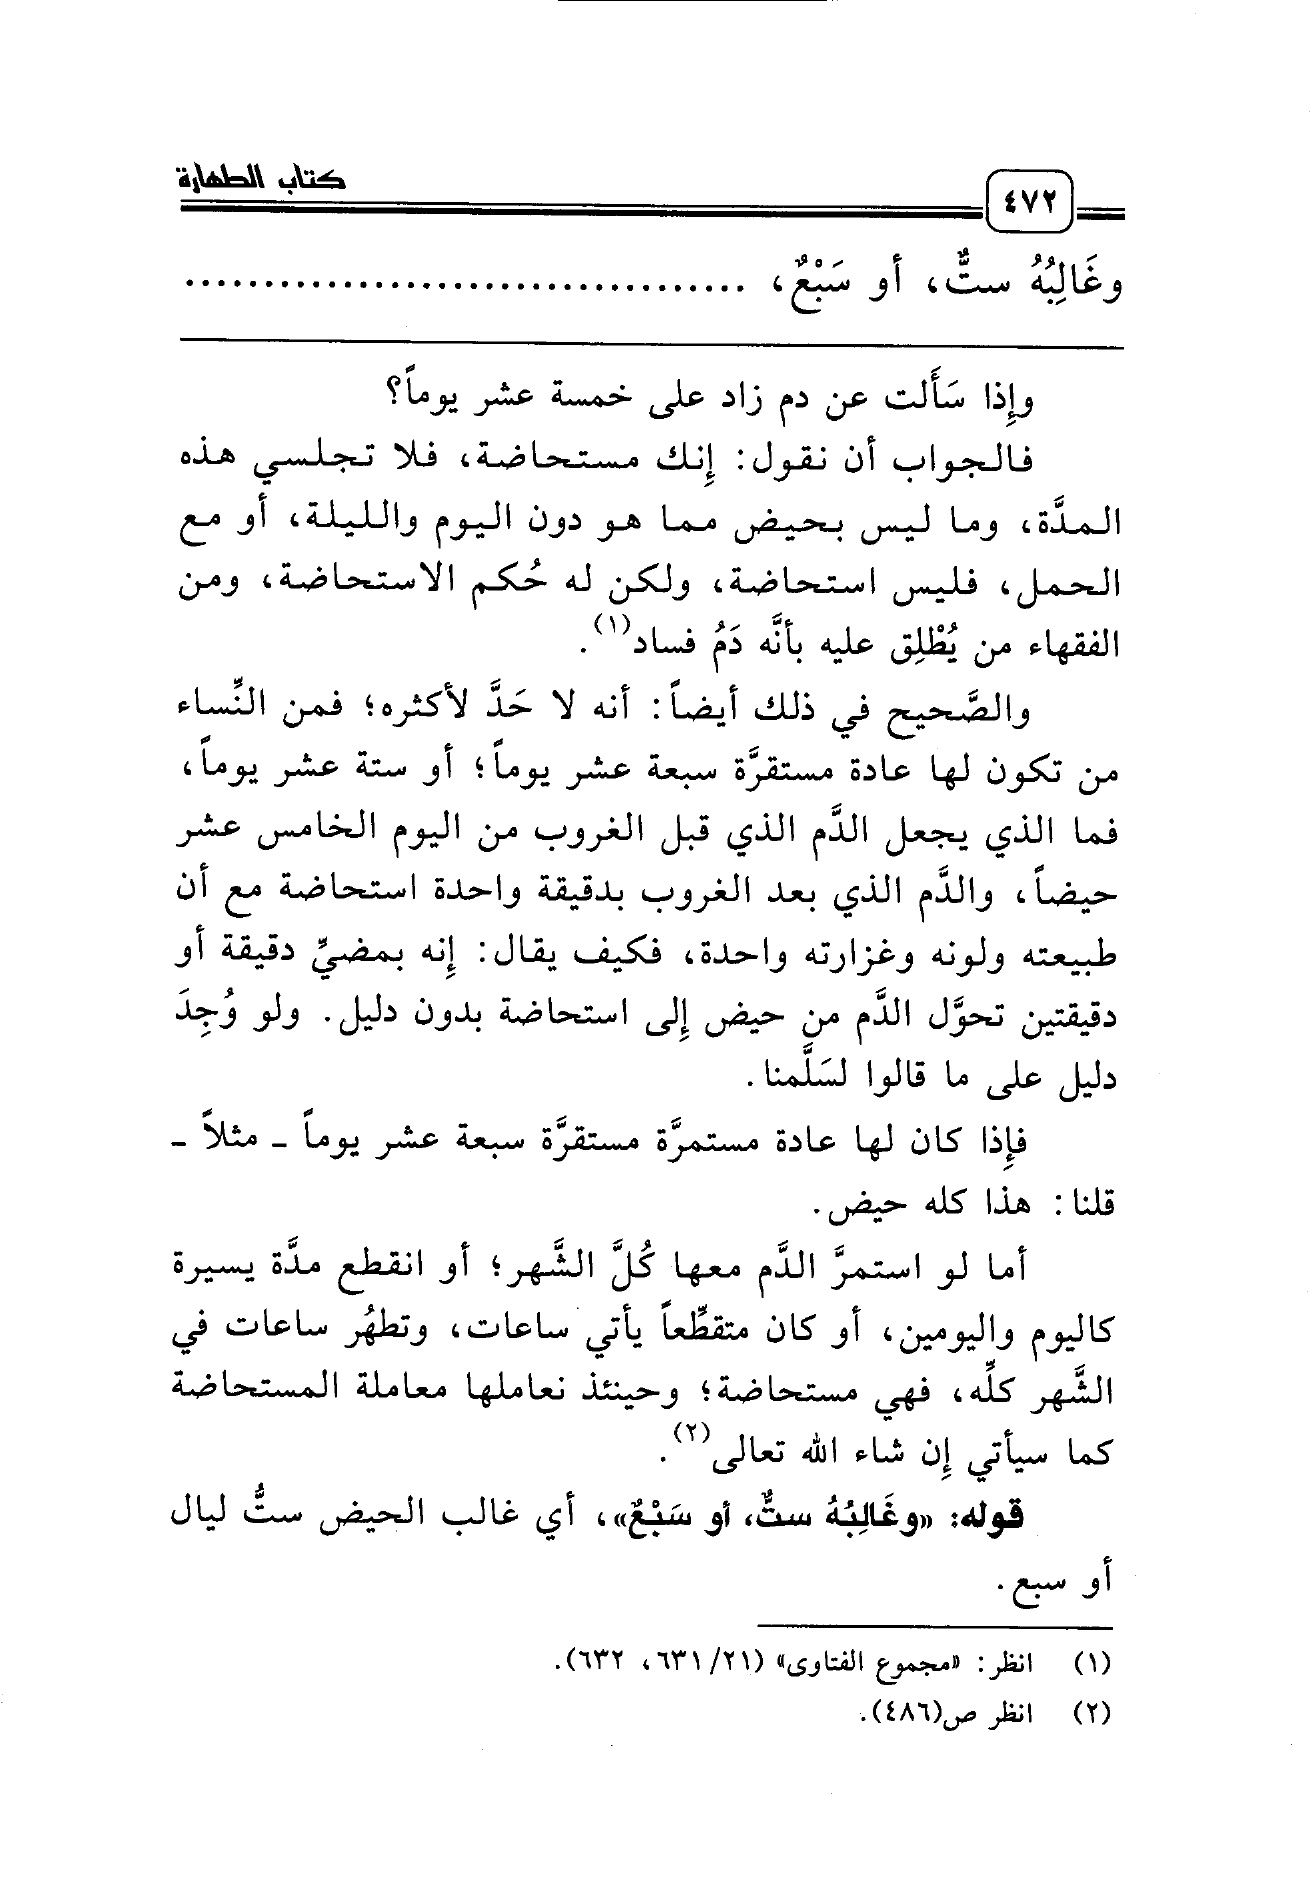 ٤٧٢
كتاب الطهارة
وغَالِبُهُ ستٌّ، أو سَبْعٌ، ....................................
وإِذا سَأَلت عن دم زاد على خمسة عشر يوماً؟
فالجواب أن نقول: إِنك مستحاضة، فلا تجلسي هذه
المدَّة، وما ليس بحيض مما هو دون اليوم والليلة، أو مع
الحمل، فليس استحاضة، ولكن له حُكم الاستحاضة، ومن
الفقهاء من يُطْلِق عليه بأنَّه دَمُ فساد(١).
والصَّحيح في ذلك أيضاً: أنه لا حَدَّ لأكثره؛ فمن النِّساء
من تكون لها عادة مستقرَّة سبعة عشر يوماً؛ أو ستة عشر يوماً،
فما الذي يجعل الدَّم الذي قبل الغروب من اليوم الخامس عشر
حيضاً، والدَّم الذي بعد الغروب بدقيقة واحدة استحاضة مع أن
طبيعته ولونه وغزارته واحدة، فكيف يقال: إِنه بمضيِّ دقيقة أو
دقيقتين تحوَّل الدَّم من حيض إِلى استحاضة بدون دليل. ولو وُجِدَ
دليل على ما قالوا لسَلَّمنا.
فإِذا كان لها عادة مستمرَّة مستقرَّة سبعة عشر يوماً ـ مثلاً ـ
قلنا: هذا كله حيض.
أما لو استمرَّ الدَّم معها كُلَّ الشَّهر؛ أو انقطع مدَّة يسيرة
كاليوم واليومين، أو كان متقطِّعاً يأتي ساعات، وتطهُر ساعات في
الشَّهر كلِّه، فهي مستحاضة؛ وحينئذ نعاملها معاملة المستحاضة
كما سيأتي إِن شاء الله تعالى(٢).
قوله: «وغَالِبُهُ ستٌّ، أو سَبْعٌ»، أي غالب الحيض ستُّ ليال
أو سبع.
(١) انظر: «مجموع الفتاوى» (٢١/ ٦٣١، ٦٣٢).
(٢) انظر ص(٤٨٦).